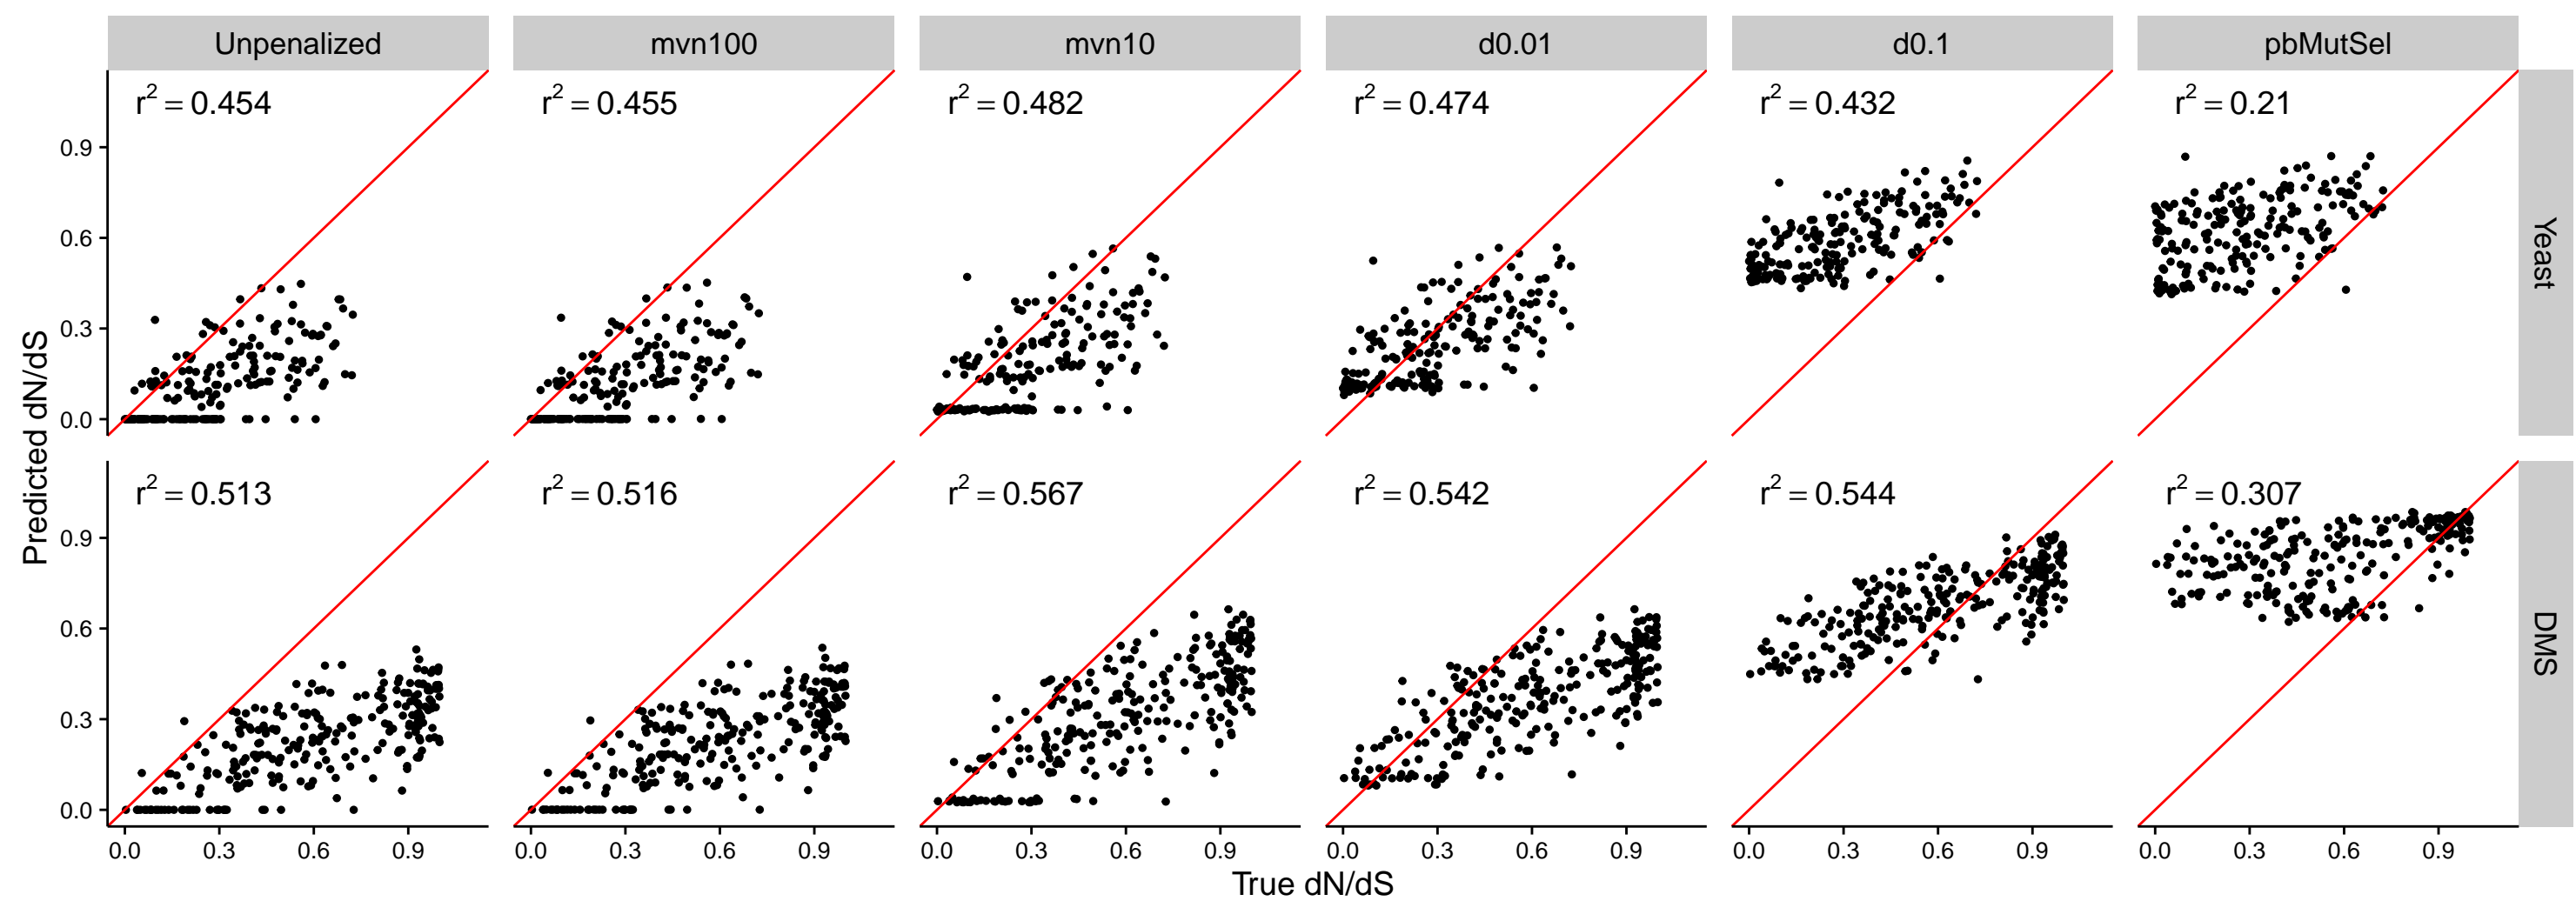 Unpenalized mvn100 mvn10 d0.01 d0.1 pbMutSel
r² = 0.454 r² = 0.455 r² = 0.482 r² = 0.474 r² = 0.432 r² = 0.21
0.9
0.6
0.3
0.0
Yeast
Predicted dN/dS
r² = 0.513 r² = 0.516 r² = 0.567 r² = 0.542 r² = 0.544 r² = 0.307
0.9
0.6
0.3
0.0
DMS
0.0 0.3 0.6 0.9 0.0 0.3 0.6 0.9 0.0 0.3 0.6 0.9 0.0 0.3 0.6 0.9 0.0 0.3 0.6 0.9 0.0 0.3 0.6 0.9
True dN/dS